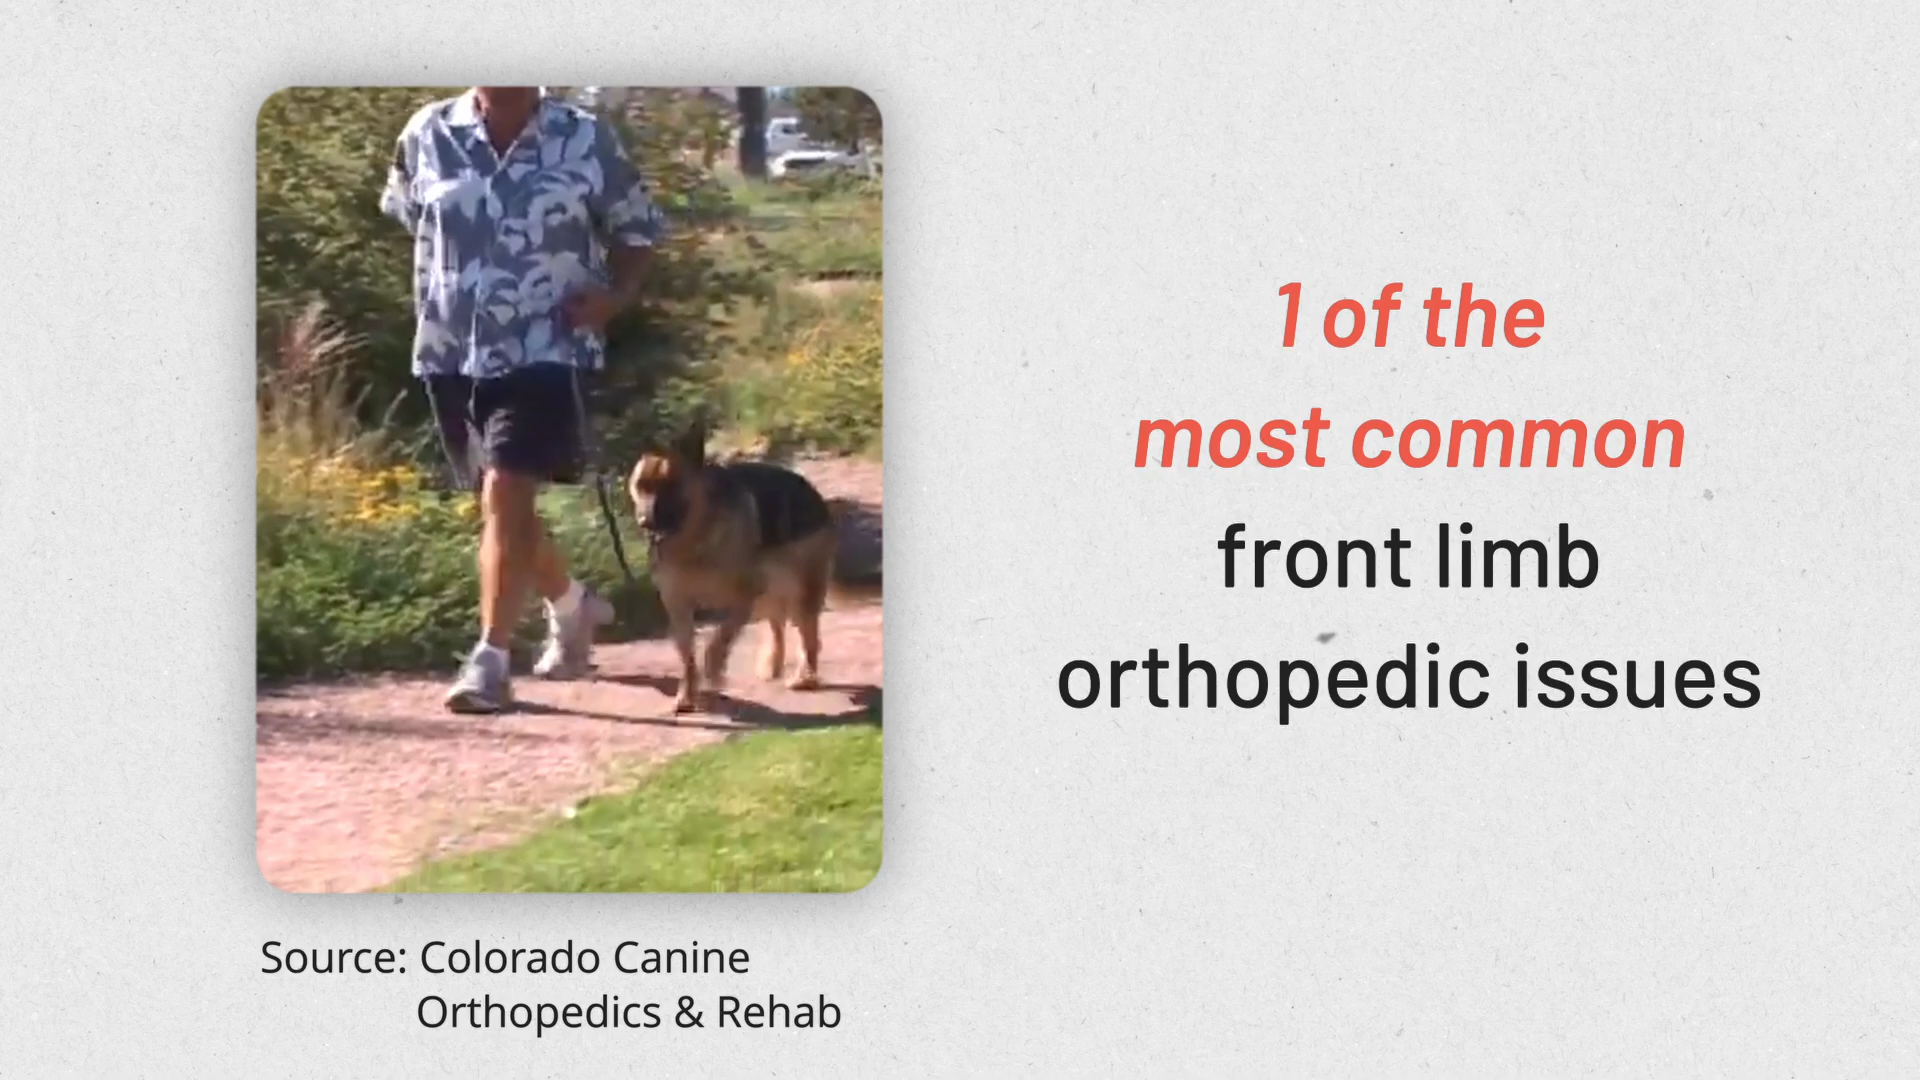 1 of the
most common
front limb
orthopedic issues
Source: Colorado Canine
Orthopedics & Rehab